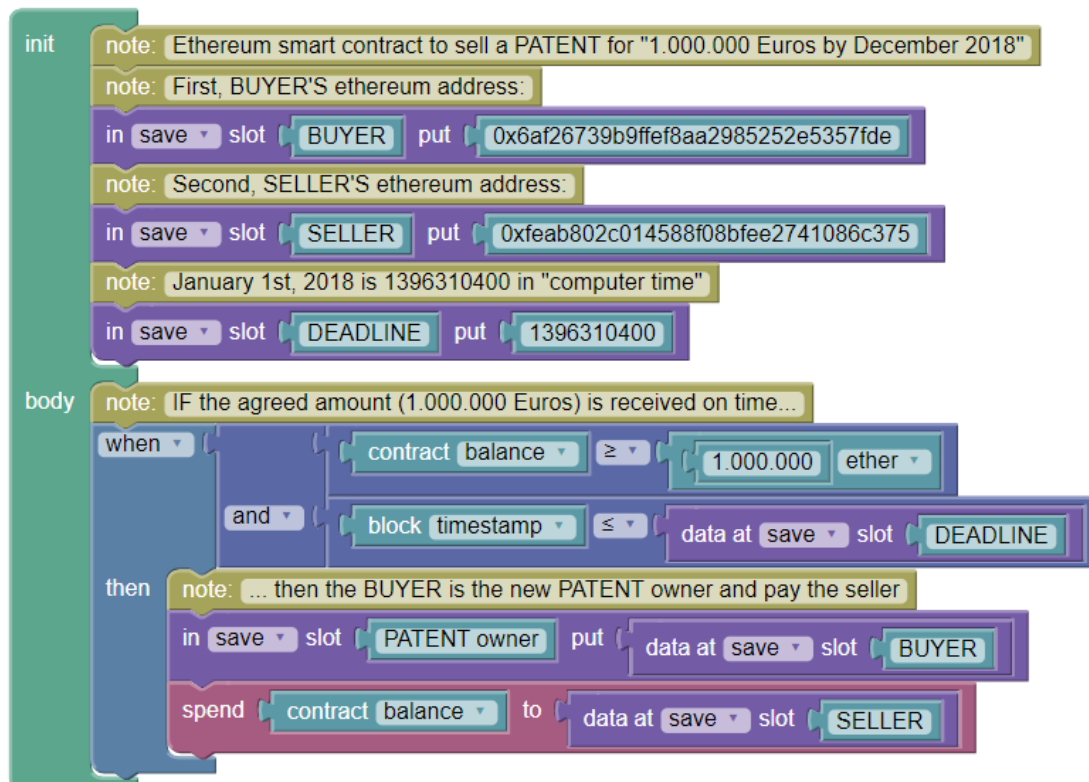 init note: Ethereum smart contract to sell a PATENT for "1.000.000 Euros by December 2018"
note: First, BUYER'S ethereum address:
in save slot BUYER put 0x6af26739b9ffef8aa2985252e5357fde
note: Second, SELLER'S ethereum address:
in save slot SELLER put 0xfeab802c014588f08bfee2741086c375
note: January 1st, 2018 is 1396310400 in "computer time"
in save slot DEADLINE put 1396310400
body note: IF the agreed amount (1.000.000 Euros) is received on time...
when contract balance ≥ 1.000.000 ether
and block timestamp ≤ data at save slot DEADLINE
then note: ... then the BUYER is the new PATENT owner and pay the seller
in save slot PATENT owner put data at save slot BUYER
spend contract balance to data at save slot SELLER